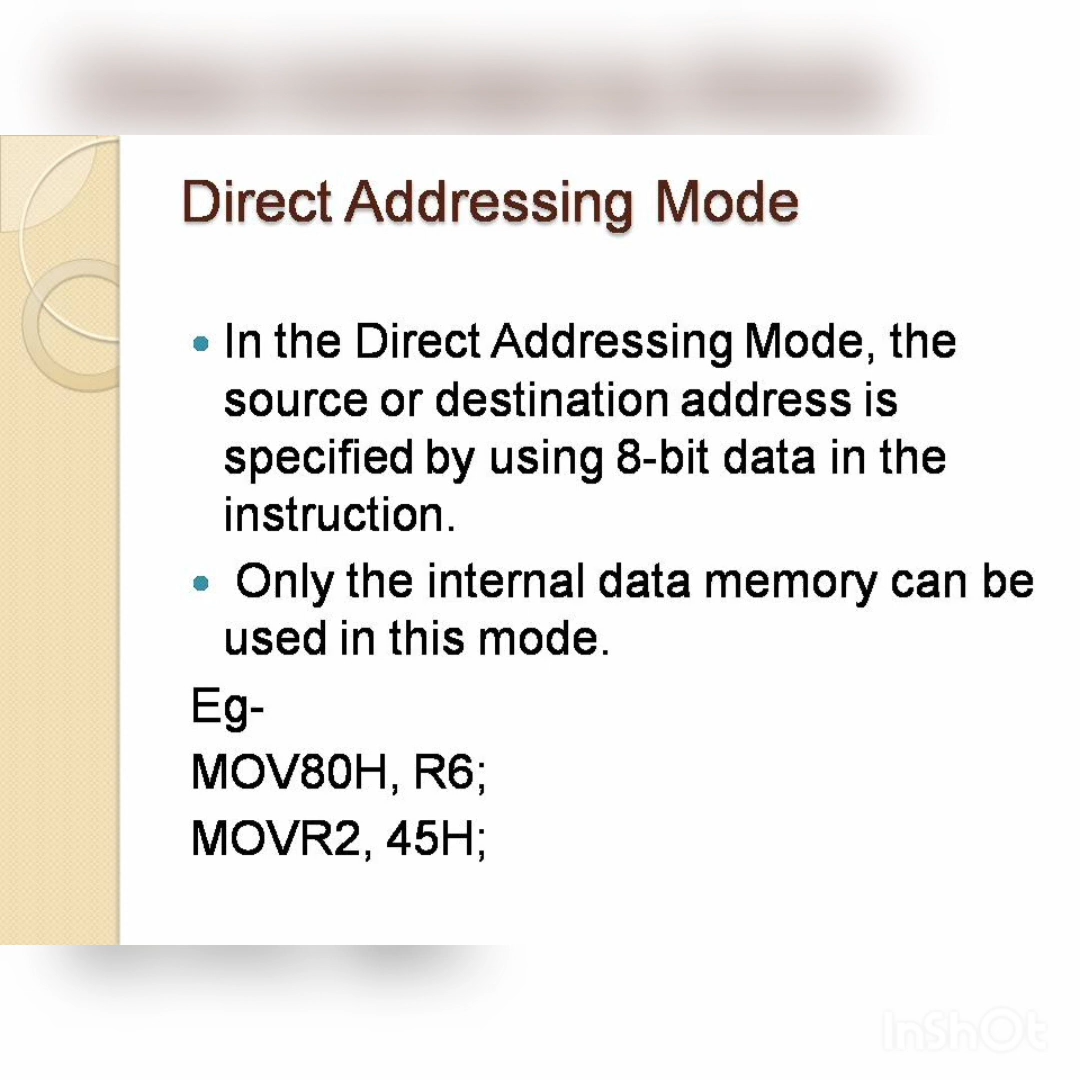 Direct Addressing Mode
• In the Direct Addressing Mode, the
source or destination address is
specified by using 8-bit data in the
instruction.
• Only the internal data memory can be
used in this mode.
Eg-
MOV80H, R6;
MOVR2, 45H;
InShOt